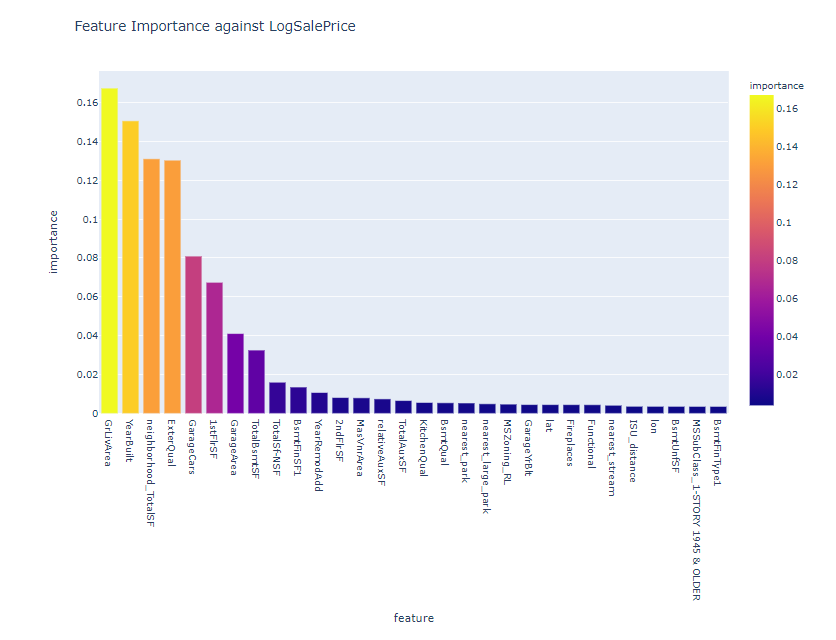 Feature Importance against LogSalePrice
importance
0.16
0.14
0.12
0.1
0.08
0.06
0.04
0.02
0
importance
0.16
0.14
0.12
0.1
0.08
0.06
0.04
0.02
GrLivArea
YearBuilt
neighborhood_TotalSF
ExterQual
GarageCars
1stFlrSF
GarageArea
TotalBsmtSF
TotalSf-NSF
BsmtFinSF1
YearRemodAdd
2ndFlrSF
MasVnrArea
relativeAuxSF
TotalAuxSF
KitchenQual
BsmtQual
nearest_park
nearest_large_park
MSZoning_RL
GarageYrBlt
lat
Fireplaces
Functional
nearest_stream
ISU_distance
lon
BsmtUnfSF
MSSubClass_1-STORY 1945 & OLDER
BsmtFinType1
feature